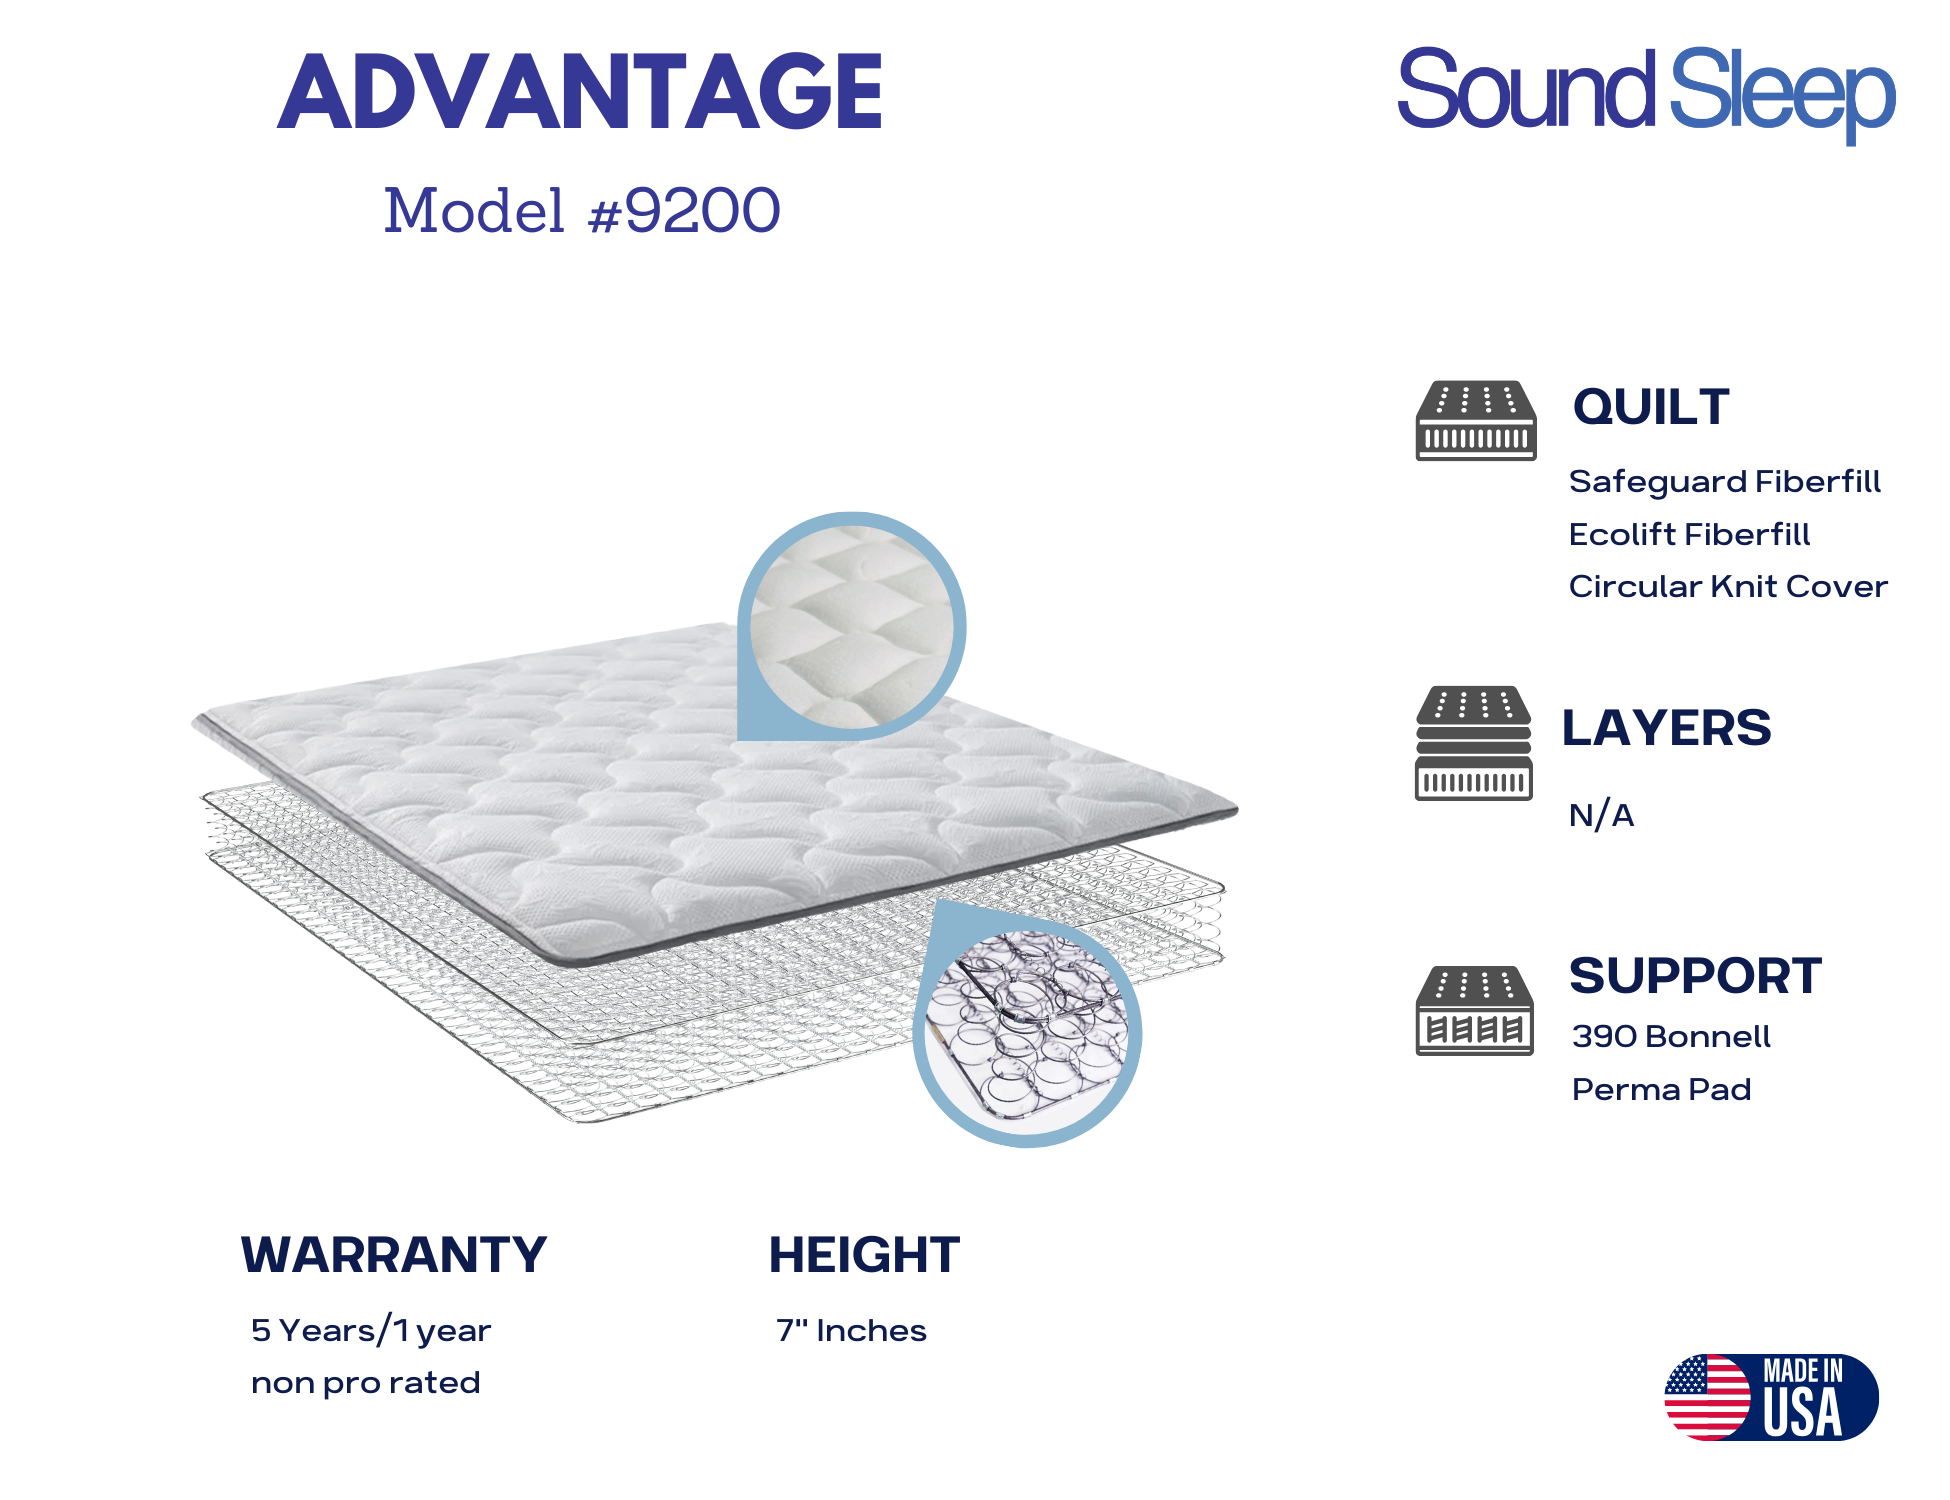 ADVANTAGE
Sound Sleep
Model #9200
QUILT
Safeguard Fiberfill
Ecolift Fiberfill
Circular Knit Cover
LAYERS
N/A
SUPPORT
390 Bonnell
Perma Pad
WARRANTY
5 Years/1 year
non pro rated
HEIGHT
7" Inches
MADE IN
USA